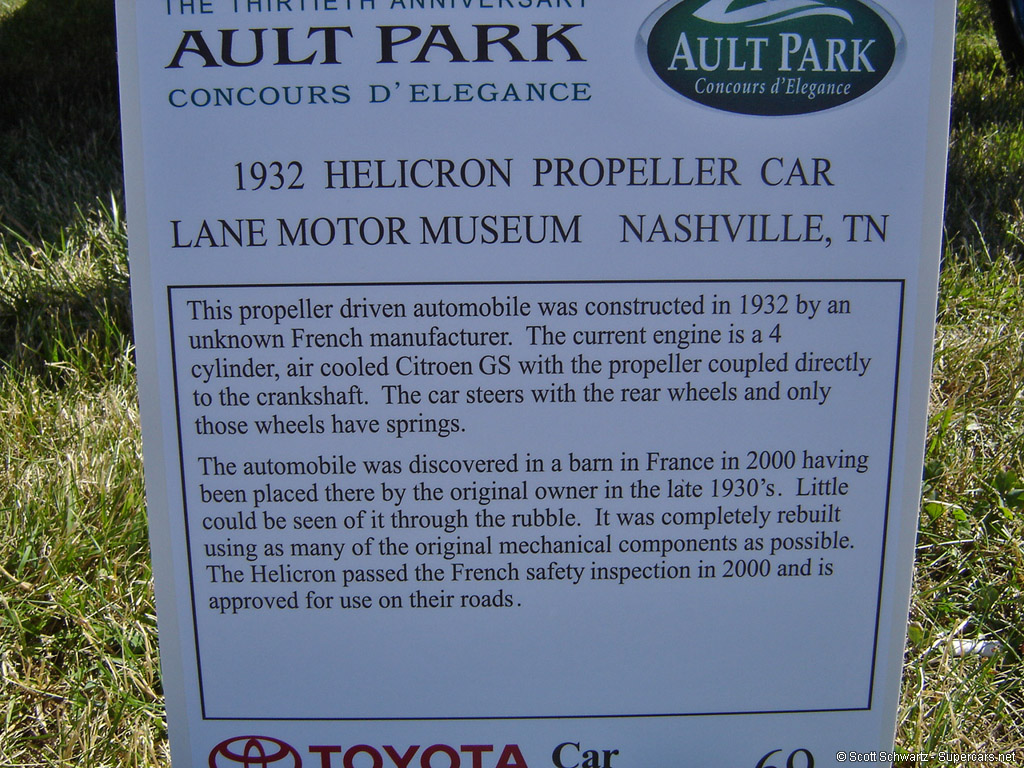 THE THIRTIETH ANNIVERSARY
AULT PARK
CONCOURS D'ELEGANCE
AULT PARK
Concours d'Elegance
1932 HELICRON PROPELLER CAR
LANE MOTOR MUSEUM NASHVILLE, TN
This propeller driven automobile was constructed in 1932 by an
unknown French manufacturer. The current engine is a 4
cylinder, air cooled Citroen GS with the propeller coupled directly
to the crankshaft. The car steers with the rear wheels and only
those wheels have springs.
The automobile was discovered in a barn in France in 2000 having
been placed there by the original owner in the late 1930's. Little
could be seen of it through the rubble. It was completely rebuilt
using as many of the original mechanical components as possible.
The Helicron passed the French safety inspection in 2000 and is
approved for use on their roads.
TOYOTA Car
© Scott Schwartz - Supercars.net